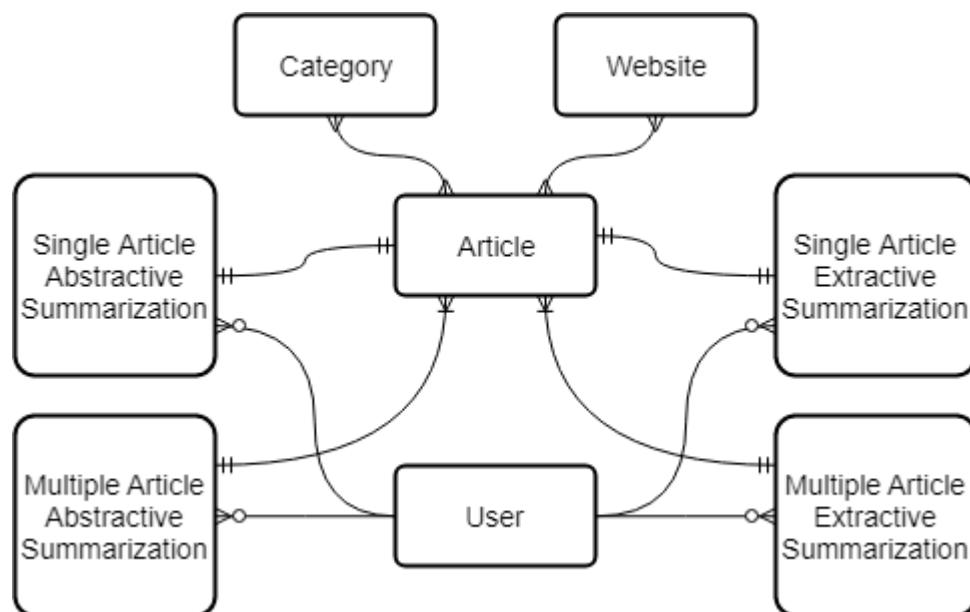 Category
Website
Single Article
Abstractive
Summarization
Article
Single Article
Extractive
Summarization
Multiple Article
Abstractive
Summarization
User
Multiple Article
Extractive
Summarization